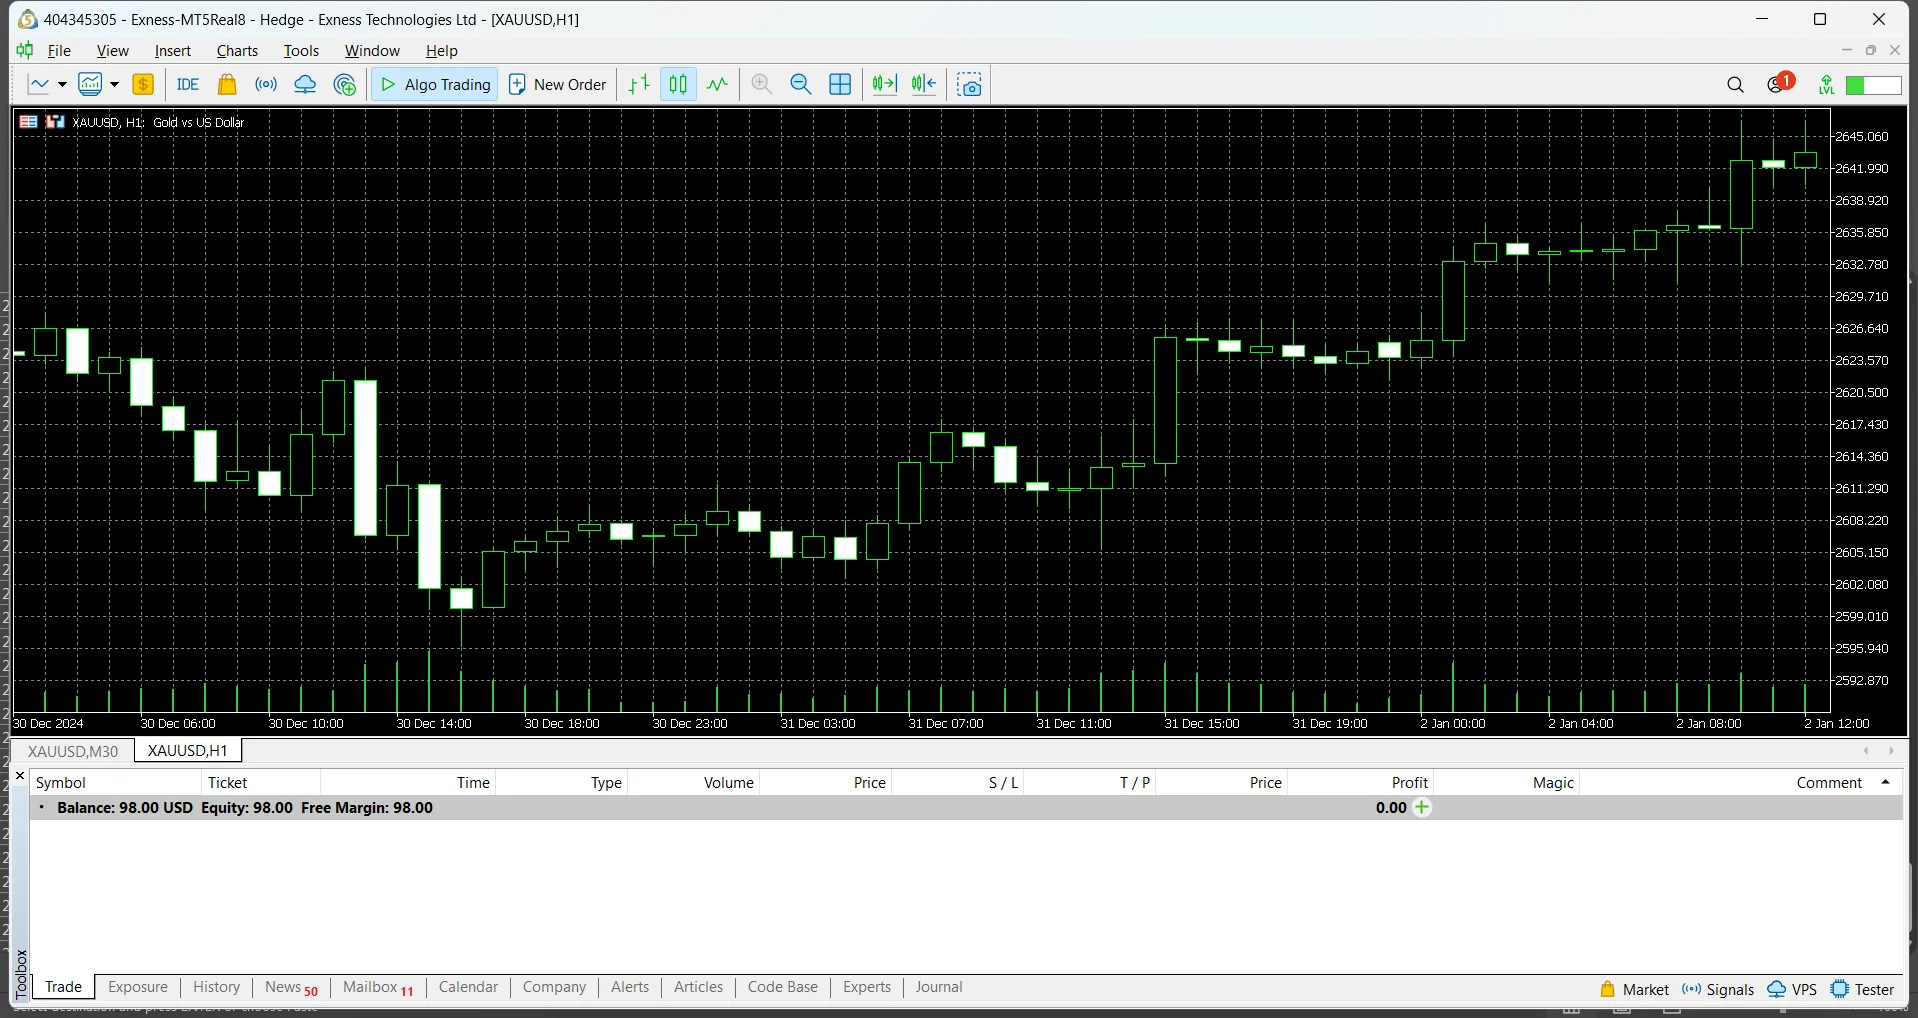 404345305 - Exness-MT5Real8 - Hedge - Exness Technologies Ltd - [XAUUSD,H1]
File View Insert Charts Tools Window Help
IDE Algo Trading New Order 1 LVL
XAUUSD, H1: Gold vs US Dollar
2645.060
2641.990
2638.920
2635.850
2632.780
2629.710
2626.640
2623.570
2620.500
2617.430
2614.360
2611.290
2608.220
2605.150
2602.080
2599.010
2595.940
2592.870
30 Dec 2024 30 Dec 06:00 30 Dec 10:00 30 Dec 14:00 30 Dec 18:00 30 Dec 23:00 31 Dec 03:00 31 Dec 07:00 31 Dec 11:00 31 Dec 15:00 31 Dec 19:00 2 Jan 00:00 2 Jan 04:00 2 Jan 08:00 2 Jan 12:00
XAUUSD,M30 XAUUSD,H1
Symbol Ticket Time Type Volume Price S / L T / P Price Profit Magic Comment
Balance: 98.00 USD Equity: 98.00 Free Margin: 98.00 0.00
Toolbox
Trade Exposure History News 50 Mailbox 11 Calendar Company Alerts Articles Code Base Experts Journal Market Signals VPS Tester